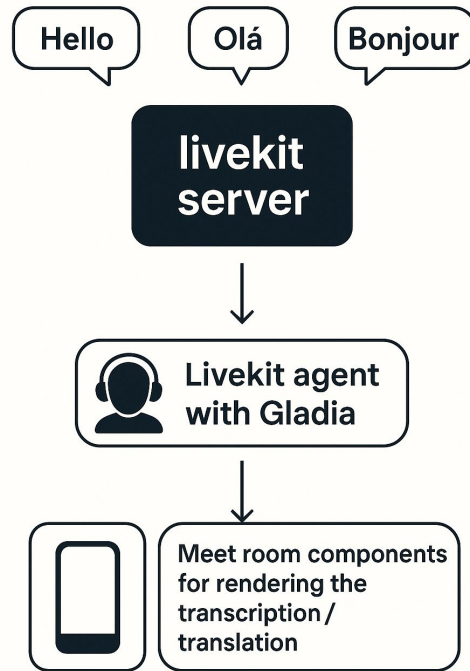 Hello
Olá
Bonjour
livekit
server
Livekit agent
with Gladia
Meet room components
for rendering the
transcription /
translation